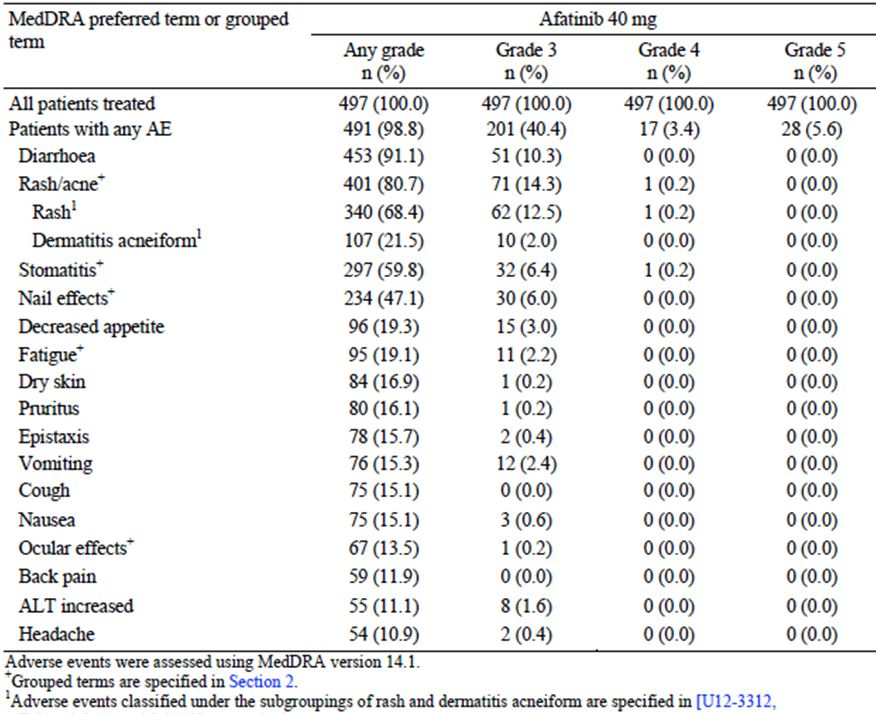 MedDRA preferred term or grouped term Afatinib 40 mg
Any grade n (%) Grade 3 n (%) Grade 4 n (%) Grade 5 n (%)
All patients treated 497 (100.0) 497 (100.0) 497 (100.0) 497 (100.0)
Patients with any AE 491 (98.8) 201 (40.4) 17 (3.4) 28 (5.6)
Diarrhoea 453 (91.1) 51 (10.3) 0 (0.0) 0 (0.0)
Rash/acne+ 401 (80.7) 71 (14.3) 1 (0.2) 0 (0.0)
Rash1 340 (68.4) 62 (12.5) 1 (0.2) 0 (0.0)
Dermatitis acneiform1 107 (21.5) 10 (2.0) 0 (0.0) 0 (0.0)
Stomatitis+ 297 (59.8) 32 (6.4) 1 (0.2) 0 (0.0)
Nail effects+ 234 (47.1) 30 (6.0) 0 (0.0) 0 (0.0)
Decreased appetite 96 (19.3) 15 (3.0) 0 (0.0) 0 (0.0)
Fatigue+ 95 (19.1) 11 (2.2) 0 (0.0) 0 (0.0)
Dry skin 84 (16.9) 1 (0.2) 0 (0.0) 0 (0.0)
Pruritus 80 (16.1) 1 (0.2) 0 (0.0) 0 (0.0)
Epistaxis 78 (15.7) 2 (0.4) 0 (0.0) 0 (0.0)
Vomiting 76 (15.3) 12 (2.4) 0 (0.0) 0 (0.0)
Cough 75 (15.1) 0 (0.0) 0 (0.0) 0 (0.0)
Nausea 75 (15.1) 3 (0.6) 0 (0.0) 0 (0.0)
Ocular effects+ 67 (13.5) 1 (0.2) 0 (0.0) 0 (0.0)
Back pain 59 (11.9) 0 (0.0) 0 (0.0) 0 (0.0)
ALT increased 55 (11.1) 8 (1.6) 0 (0.0) 0 (0.0)
Headache 54 (10.9) 2 (0.4) 0 (0.0) 0 (0.0)
Adverse events were assessed using MedDRA version 14.1.
+Grouped terms are specified in Section 2.
1Adverse events classified under the subgroupings of rash and dermatitis acneiform are specified in [U12-3312,